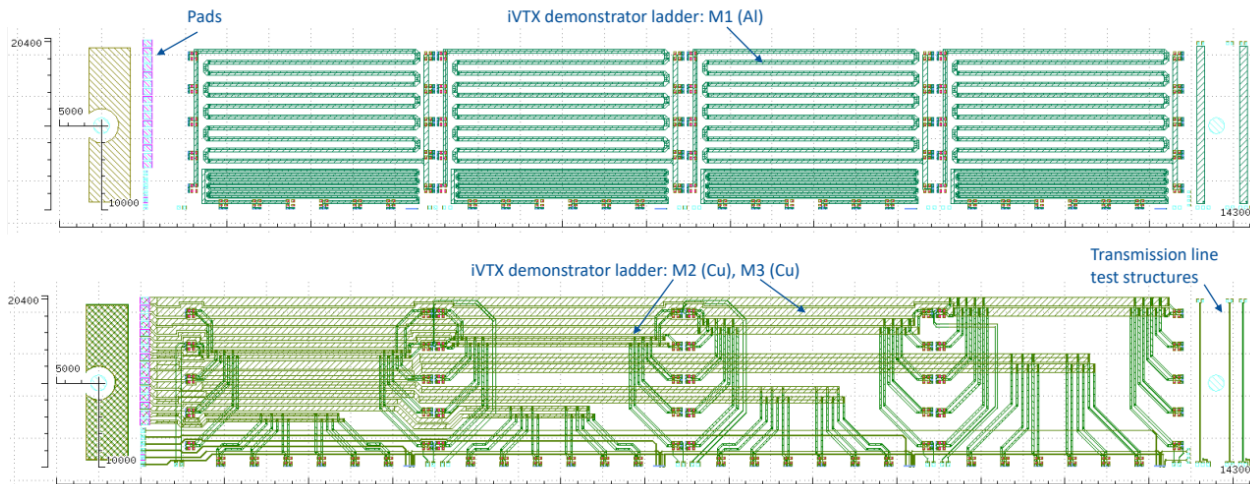 Pads
iVTX demonstrator ladder: M1 (Al)
20400
5000
10000
14300
iVTX demonstrator ladder: M2 (Cu), M3 (Cu)
Transmission line
test structures
20400
5000
10000
14300